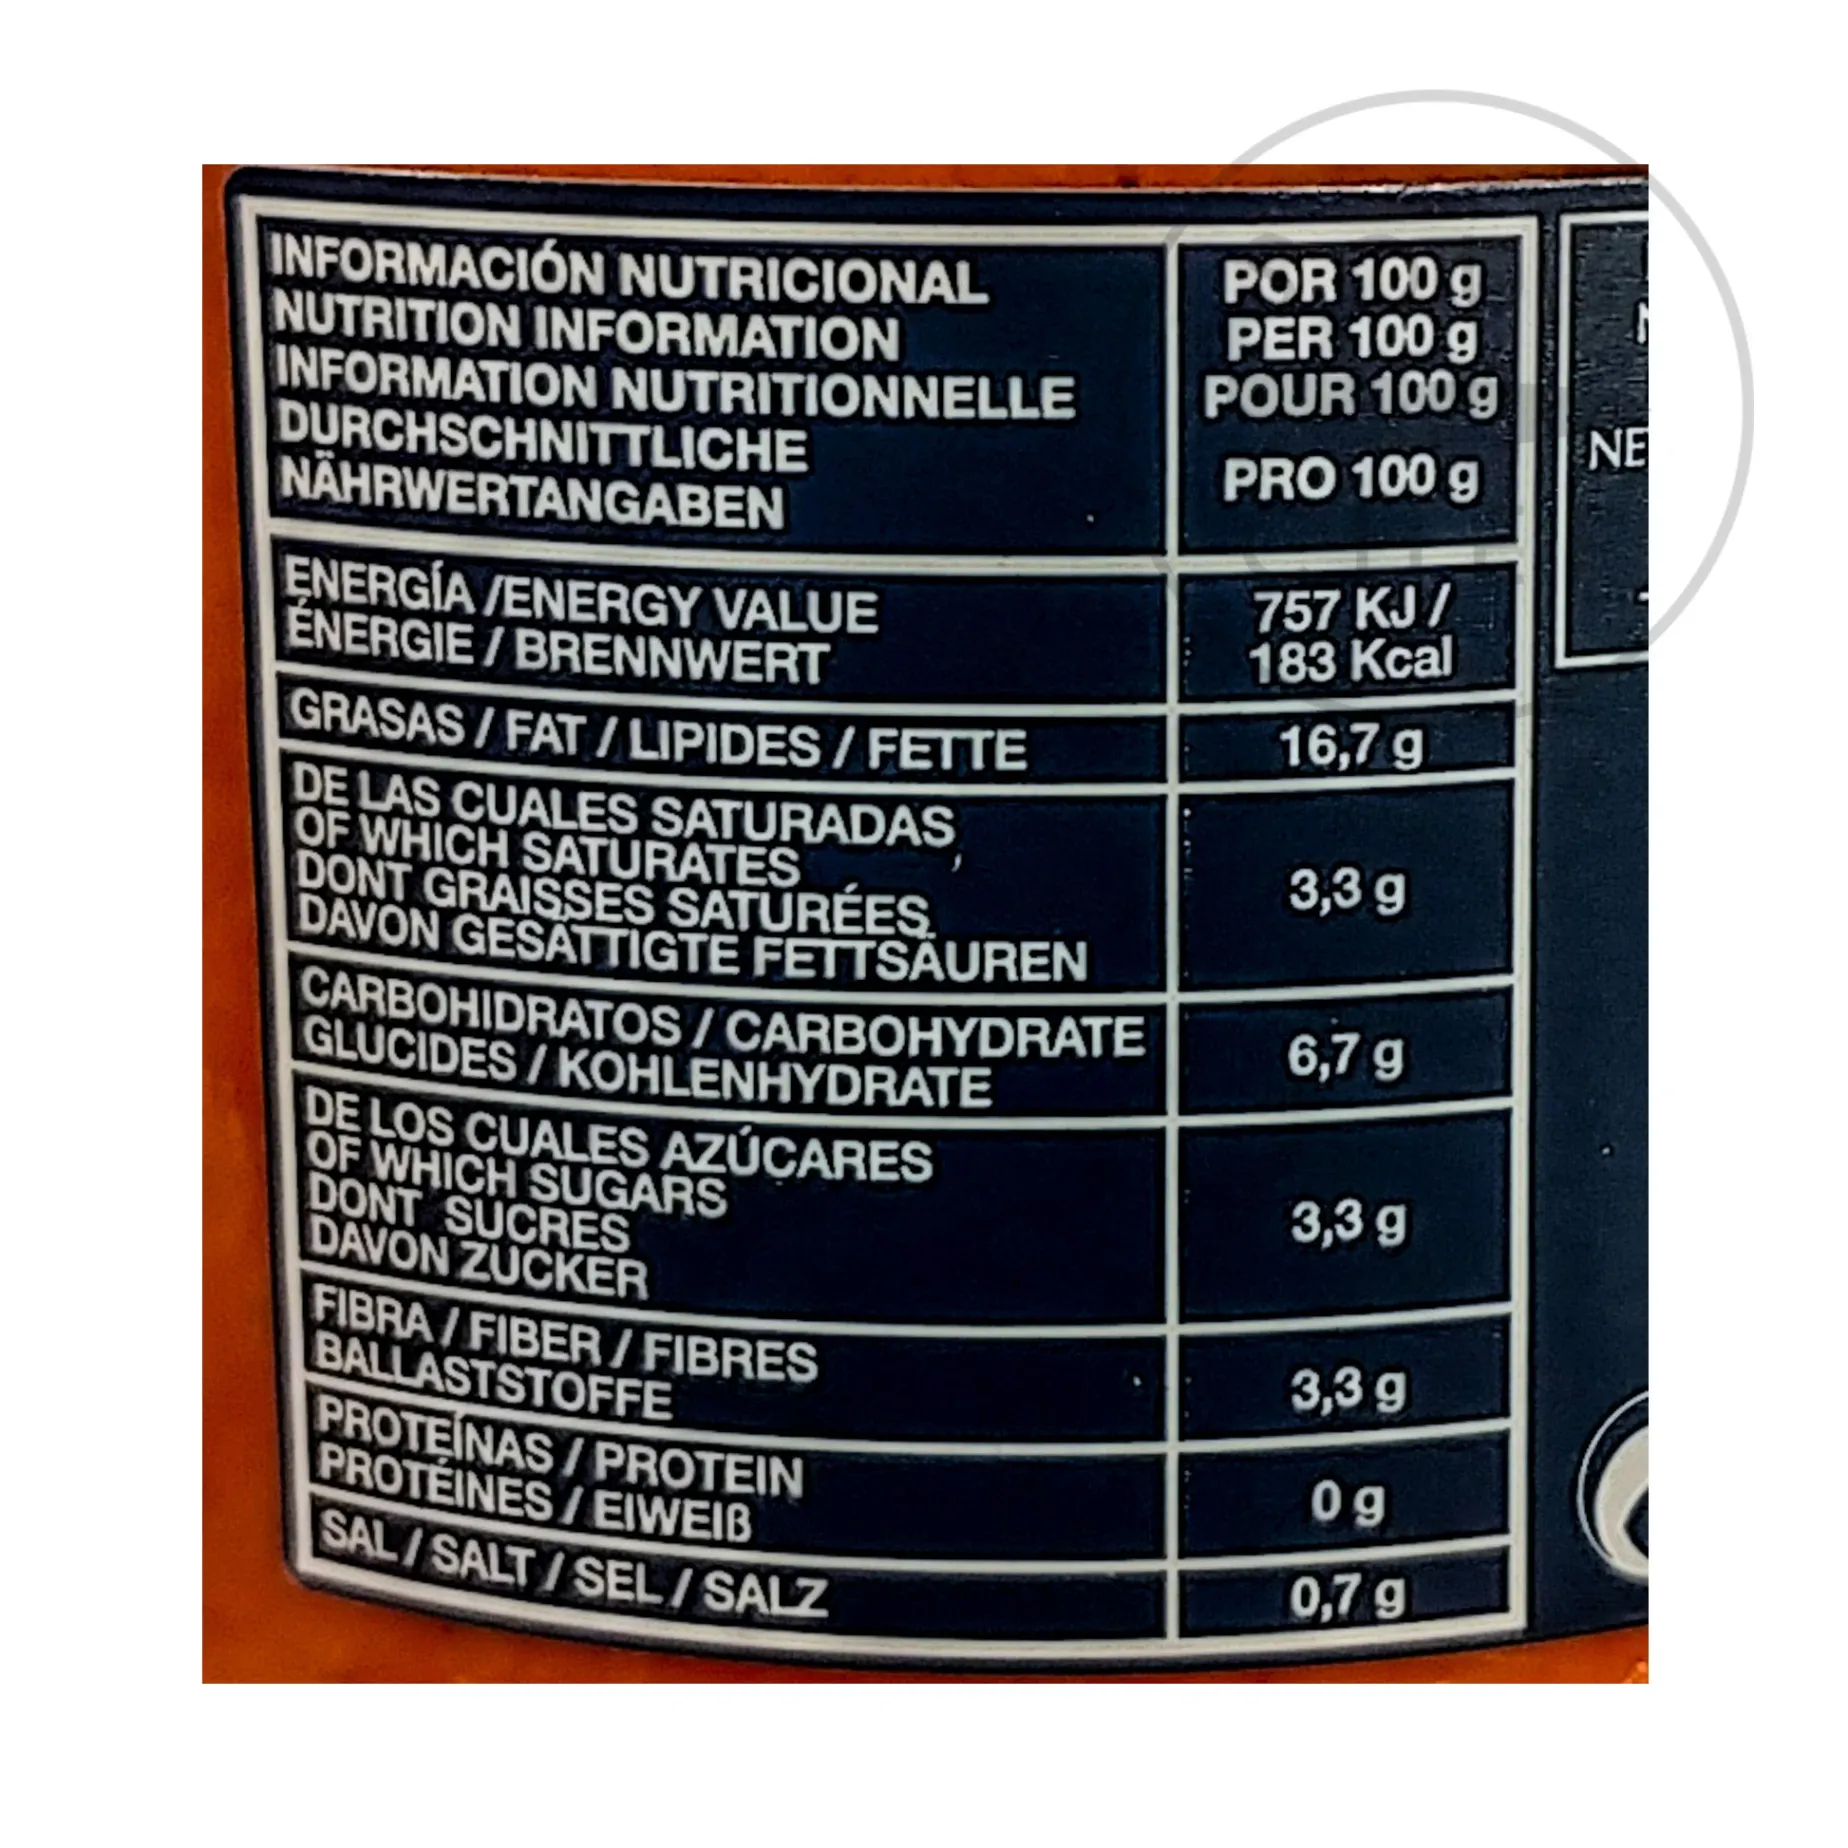 INFORMACIÓN NUTRICIONAL
NUTRITION INFORMATION
INFORMATION NUTRITIONNELLE
DURCHSCHNITTLICHE
NÄHRWERTANGABEN
POR 100 g
PER 100 g
POUR 100 g
PRO 100 g
ENERGÍA /ENERGY VALUE
ÉNERGIE / BRENNWERT
757 KJ /
183 Kcal
GRASAS / FAT / LIPIDES / FETTE
16,7 g
DE LAS CUALES SATURADAS
OF WHICH SATURATES
DONT GRAISSES SATURÉES
DAVON GESÄTTIGTE FETTSÄUREN
3,3 g
CARBOHIDRATOS / CARBOHYDRATE
GLUCIDES / KOHLENHYDRATE
6,7 g
DE LOS CUALES AZÚCARES
OF WHICH SUGARS
DONT SUCRES
DAVON ZUCKER
3,3 g
FIBRA / FIBER / FIBRES
BALLASTSTOFFE
3,3 g
PROTEÍNAS / PROTEIN
PROTÉINES / EIWEIß
0 g
SAL / SALT / SEL / SALZ
0,7 g